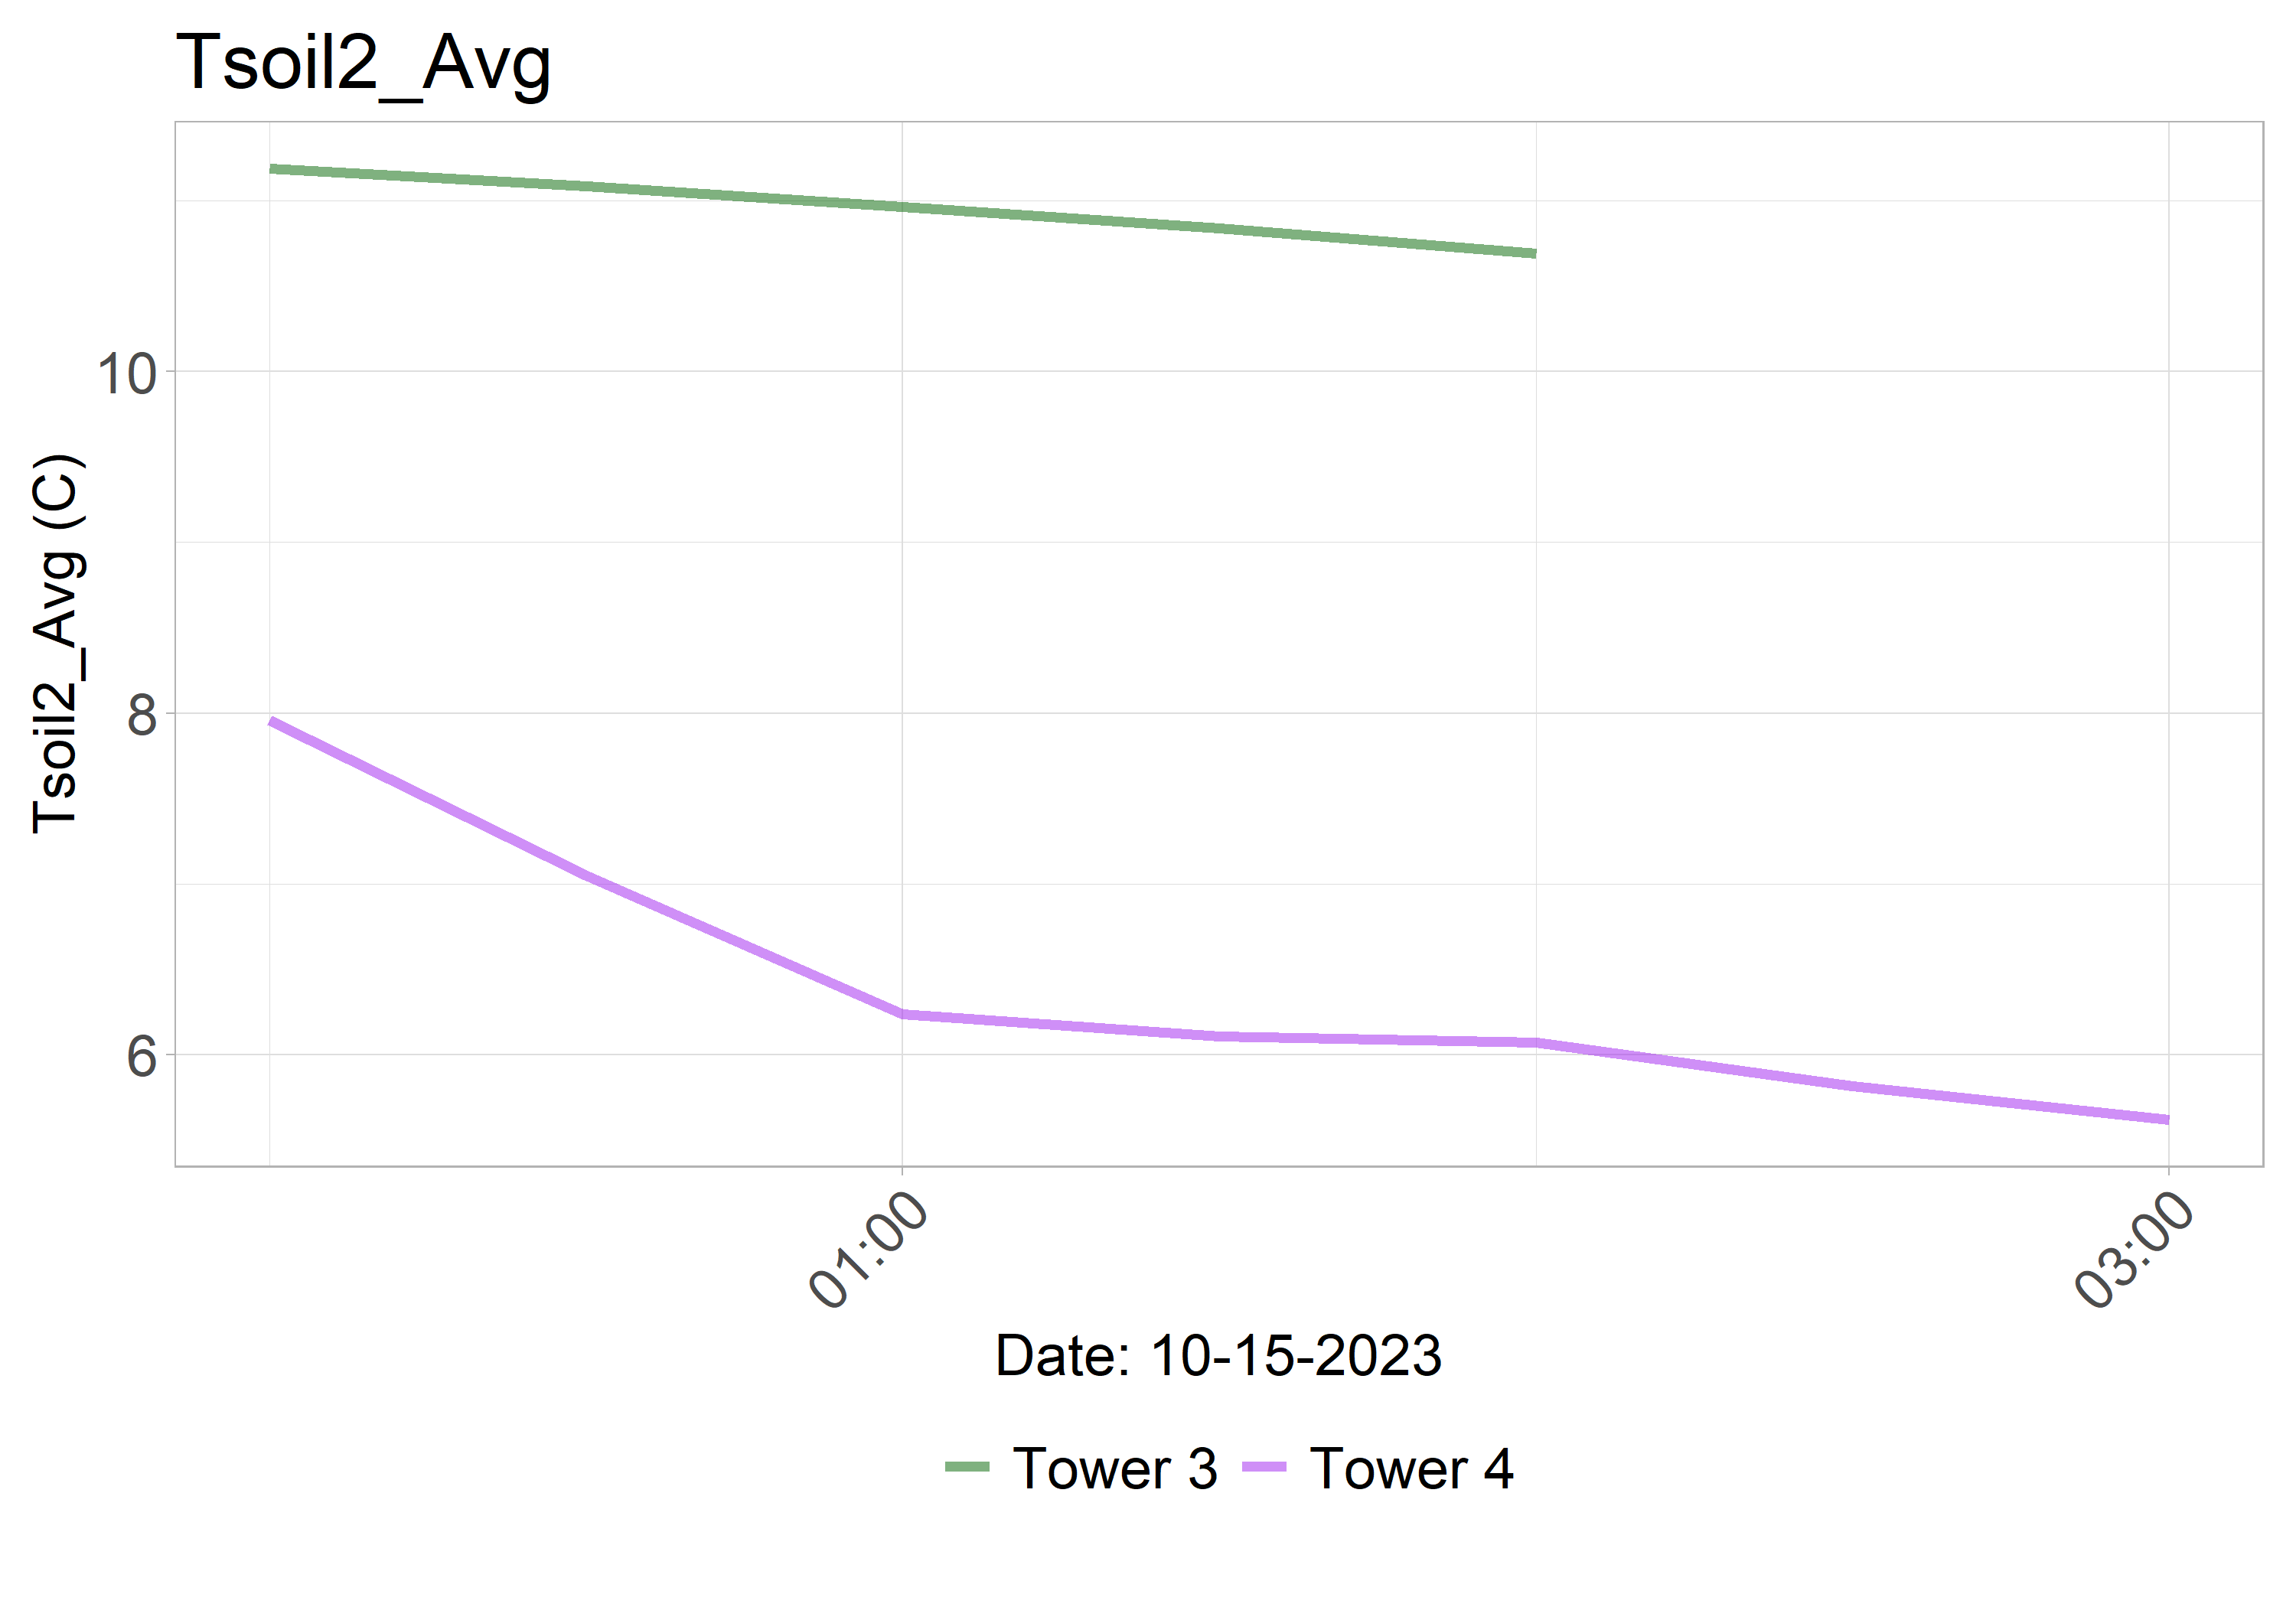 Tsoil2_Avg
Tsoil2_Avg (C)
10
8
6
01:00
03:00
Date: 10-15-2023
Tower 3
Tower 4